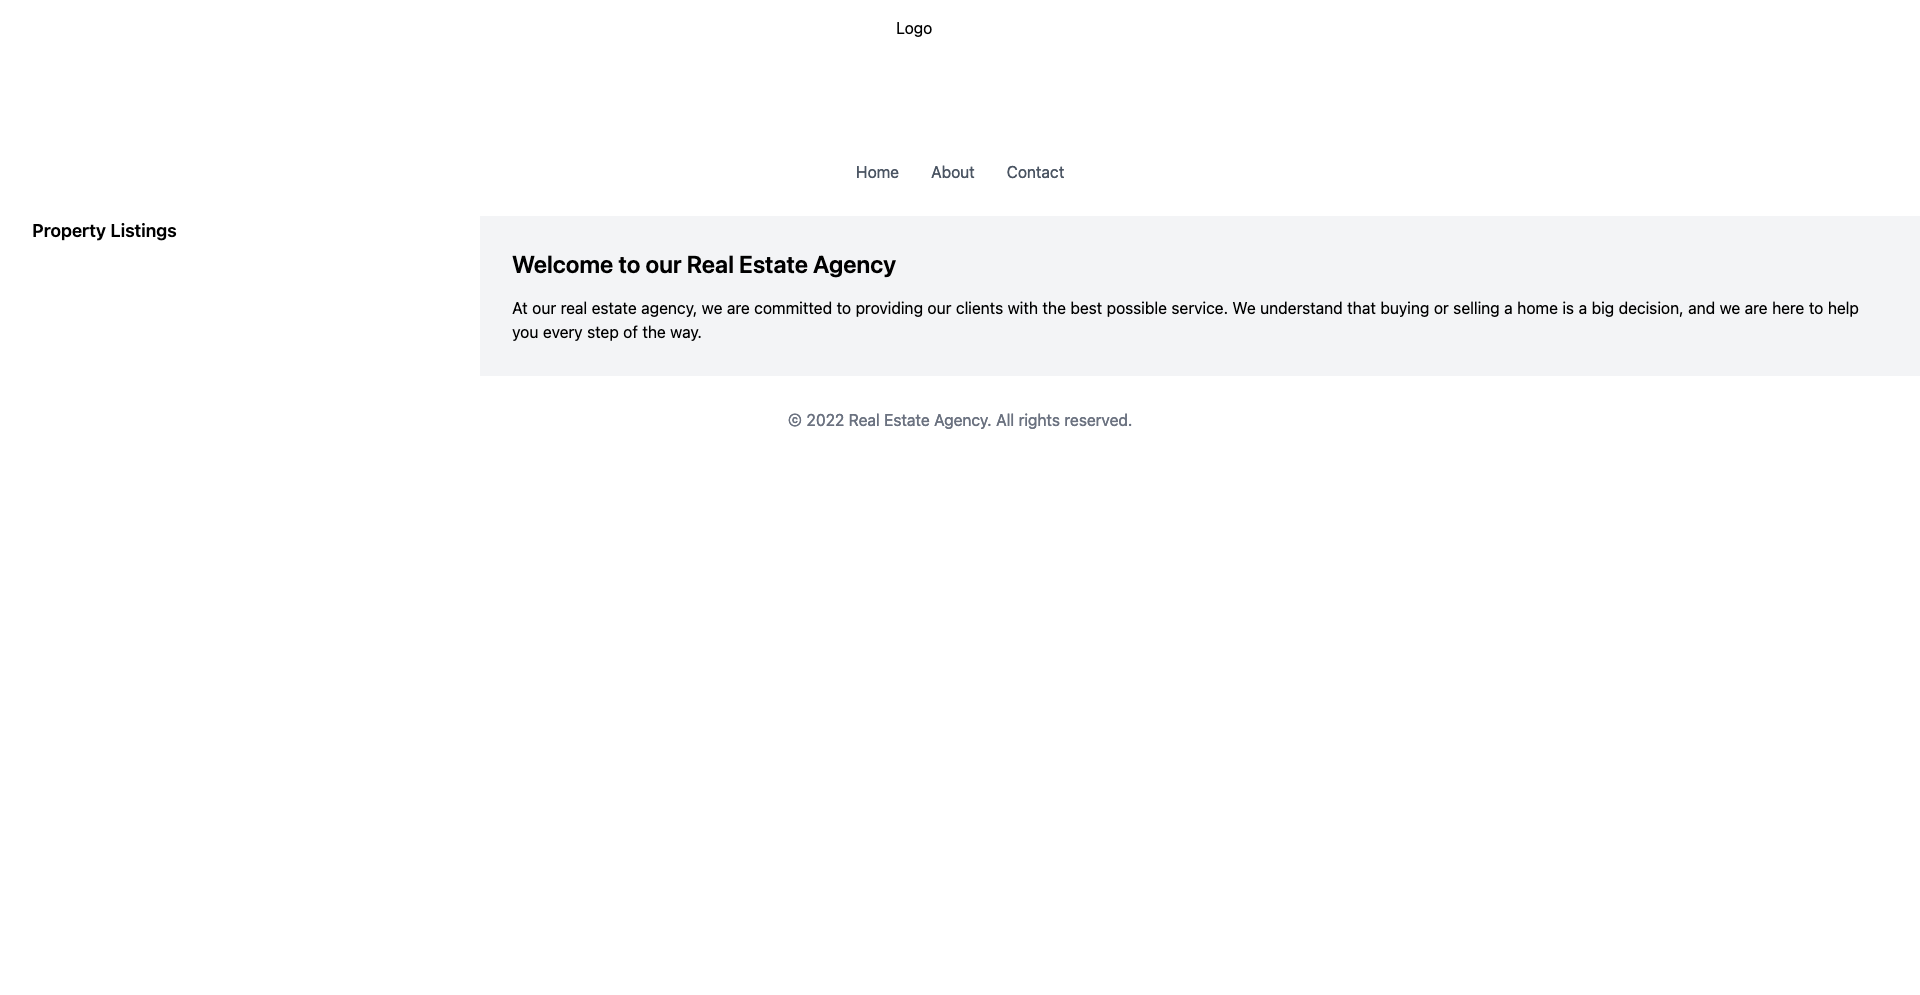 Logo
Home About Contact
Property Listings
Welcome to our Real Estate Agency
At our real estate agency, we are committed to providing our clients with the best possible service. We understand that buying or selling a home is a big decision, and we are here to help
you every step of the way.
© 2022 Real Estate Agency. All rights reserved.